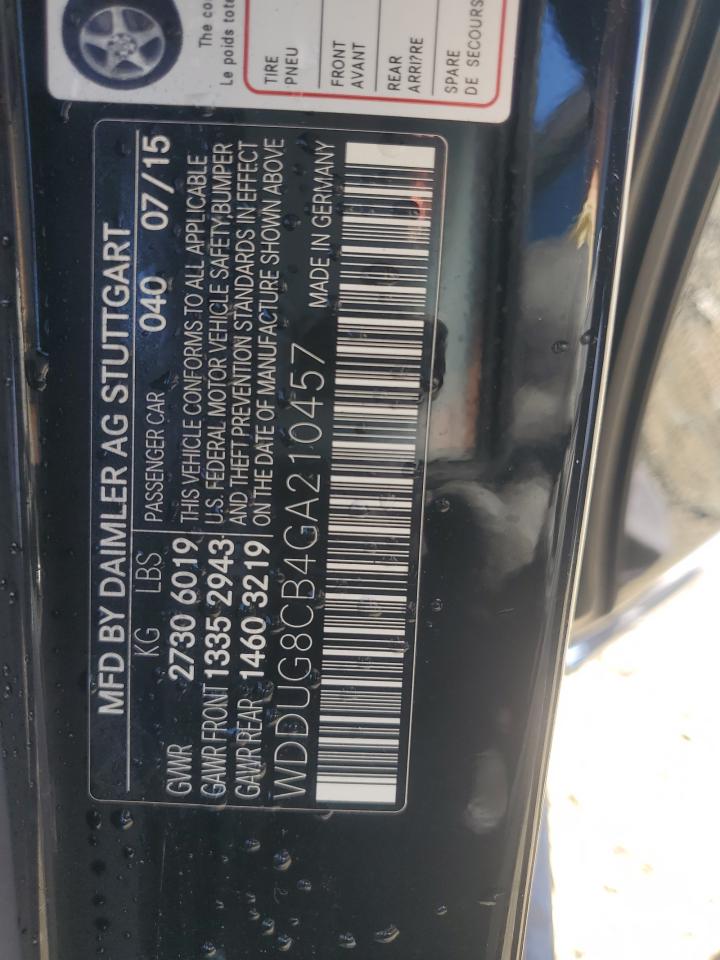 MFD BY DAIMLER AG STUTTGART
KG LBS PASSENGER CAR 040 07/15
GVWR 2730 6019 THIS VEHICLE CONFORMS TO ALL APPLICABLE
GAWR FRONT 1335 2943 U.S. FEDERAL MOTOR VEHICLE SAFETY, BUMPER
GAWR REAR 1460 3219 AND THEFT PREVENTION STANDARDS IN EFFECT
ON THE DATE OF MANUFACTURE SHOWN ABOVE
WDDUG8CB4GA210457 MADE IN GERMANY
The co
Le poids tot
TIRE
PNEU
FRONT
AVANT
REAR
ARRI?RE
SPARE
DE SECOURS